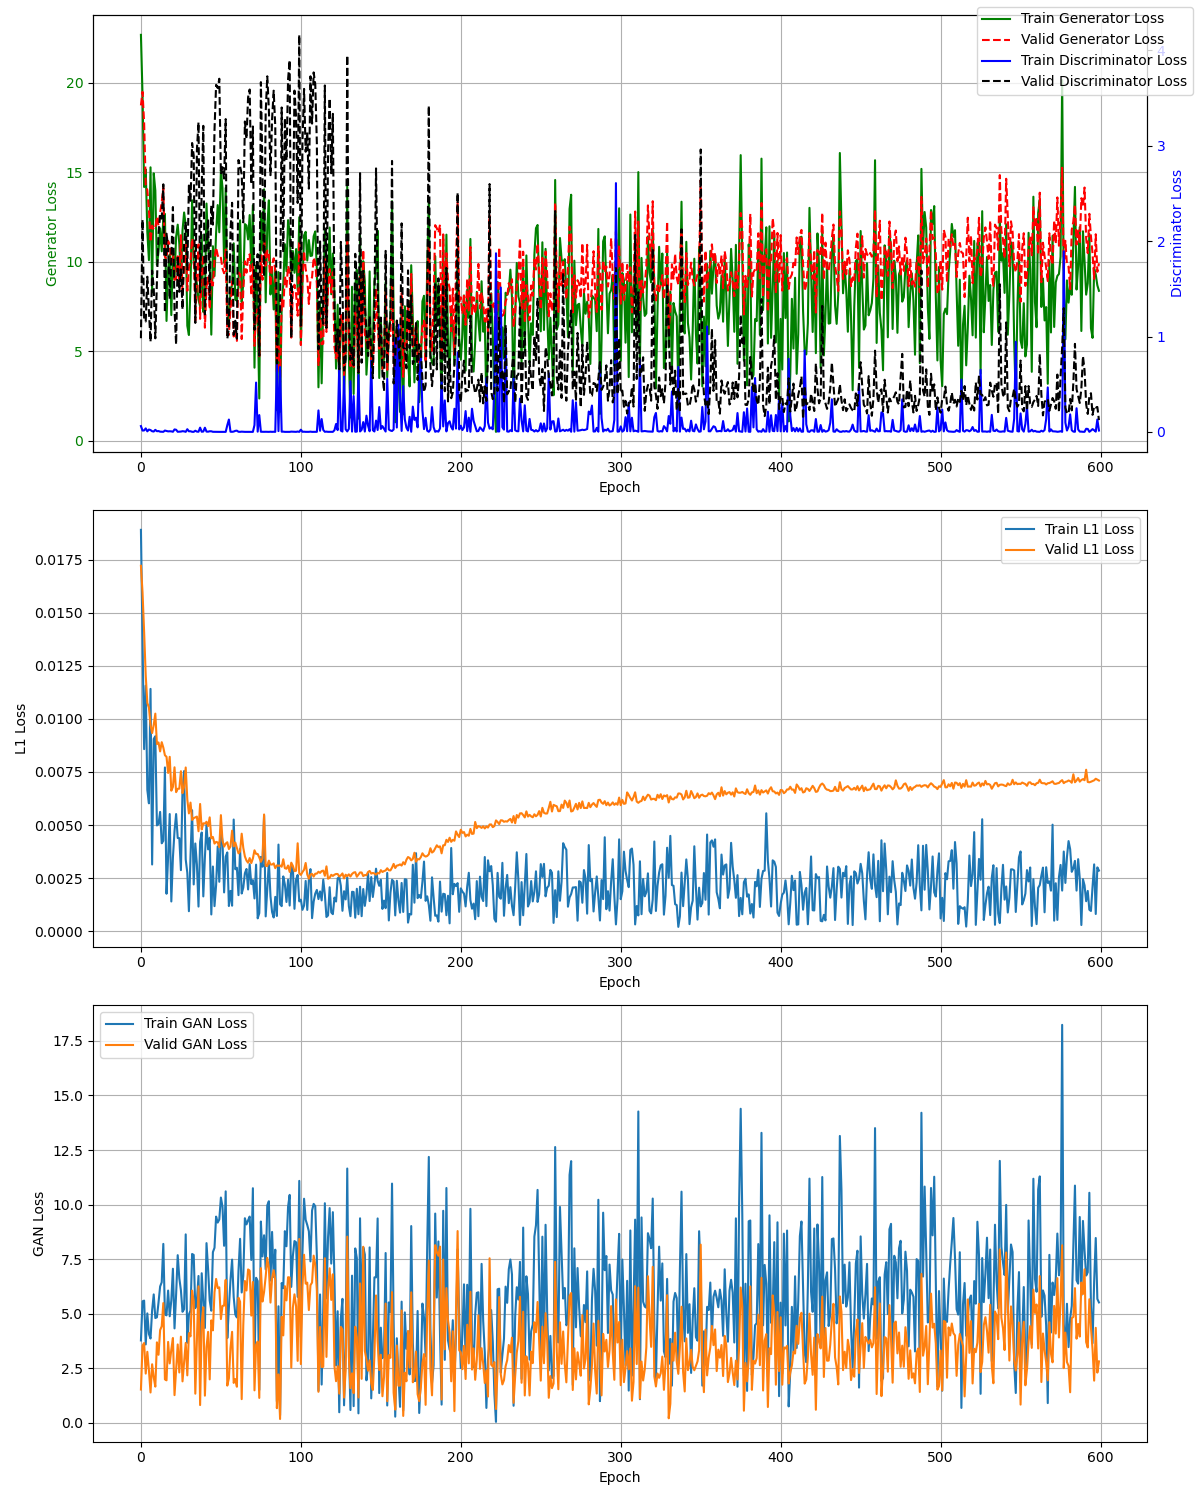 Train Generator Loss
Valid Generator Loss
Train Discriminator Loss
Valid Discriminator Loss
Generator Loss
20
15
10
5
0
Discriminator Loss
4
3
2
1
0
0 100 200 300 400 500 600
Epoch
Train L1 Loss
Valid L1 Loss
L1 Loss
0.0175
0.0150
0.0125
0.0100
0.0075
0.0050
0.0025
0.0000
0 100 200 300 400 500 600
Epoch
Train GAN Loss
Valid GAN Loss
GAN Loss
17.5
15.0
12.5
10.0
7.5
5.0
2.5
0.0
0 100 200 300 400 500 600
Epoch